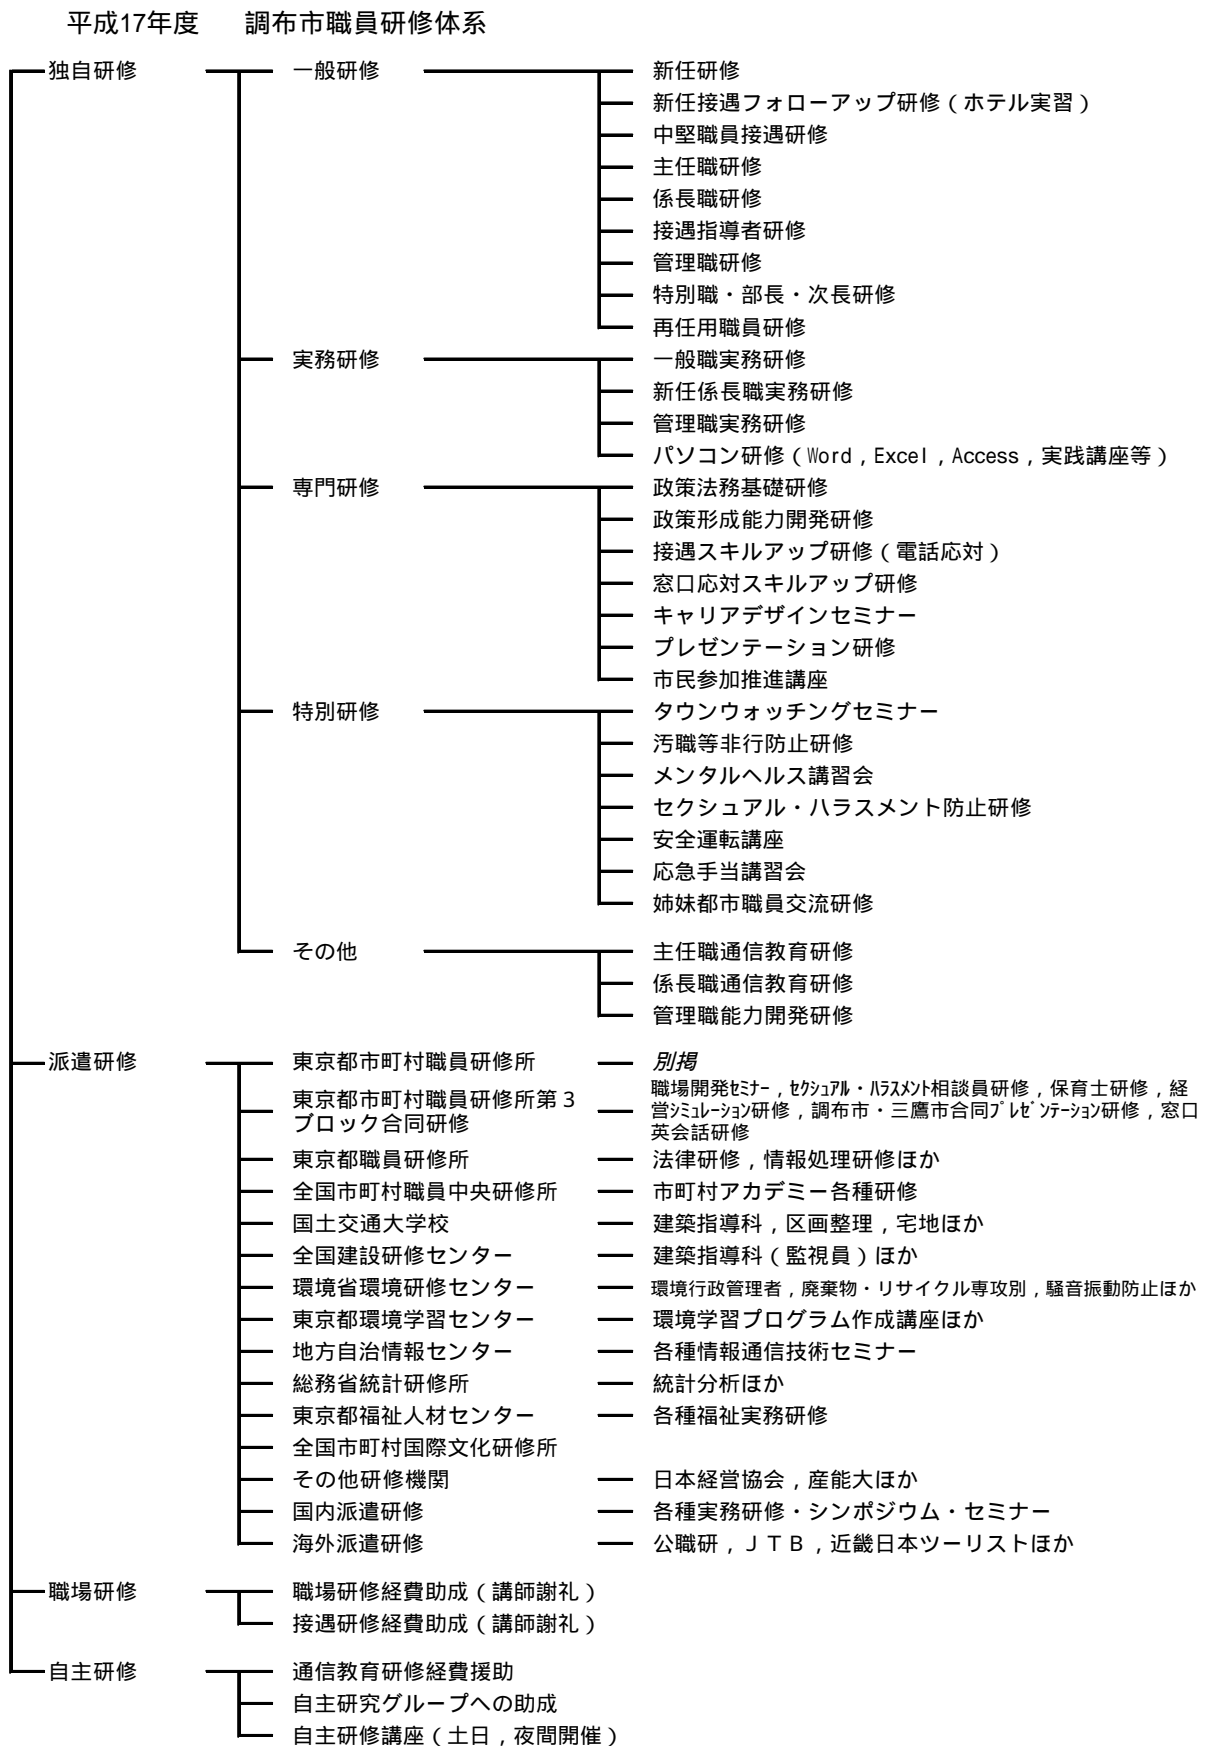 平成17年度　調布市職員研修体系
独自研修　一般研修　新任研修
新任接遇フォローアップ研修（ホテル実習）
中堅職員接遇研修
主任職研修
係長職研修
接遇指導者研修
管理職研修
特別職・部長・次長研修
再任用職員研修
実務研修　一般職実務研修
新任係長職実務研修
管理職実務研修
パソコン研修（Word，Excel，Access，実践講座等）
専門研修　政策法務基礎研修
政策形成能力開発研修
接遇スキルアップ研修（電話応対）
窓口応対スキルアップ研修
キャリアデザインセミナー
プレゼンテーション研修
市民参加推進講座
特別研修　タウンウォッチングセミナー
汚職等非行防止研修
メンタルヘルス講習会
セクシュアル・ハラスメント防止研修
安全運転講座
応急手当講習会
姉妹都市職員交流研修
その他　主任職通信教育研修
係長職通信教育研修
管理職能力開発研修
派遣研修　東京都市町村職員研修所　別掲
東京都市町村職員研修所第３
ブロック合同研修
職場開発ｾﾐﾅｰ，ｾｸｼｭｱﾙ・ﾊﾗｽﾒﾝﾄ相談員研修，保育士研修，経
営ｼﾐｭﾚｰｼｮﾝ研修，調布市・三鷹市合同ﾌﾟﾚｾﾞﾝﾃｰｼｮﾝ研修，窓口
英会話研修
東京都職員研修所　法律研修，情報処理研修ほか
全国市町村職員中央研修所　市町村アカデミー各種研修
国土交通大学校　建築指導科，区画整理，宅地ほか
全国建設研修センター　建築指導科（監視員）ほか
環境省環境研修センター　環境行政管理者，廃棄物・リサイクル専攻別，騒音振動防止ほか
東京都環境学習センター　環境学習プログラム作成講座ほか
地方自治情報センター　各種情報通信技術セミナー
総務省統計研修所　統計分析ほか
東京都福祉人材センター　各種福祉実務研修
全国市町村国際文化研修所
その他研修機関　日本経営協会，産能大ほか
国内派遣研修　各種実務研修・シンポジウム・セミナー
海外派遣研修　公職研，ＪＴＢ，近畿日本ツーリストほか
職場研修　職場研修経費助成（講師謝礼）
接遇研修経費助成（講師謝礼）
自主研修　通信教育研修経費援助
自主研究グループへの助成
自主研修講座（土日，夜間開催）